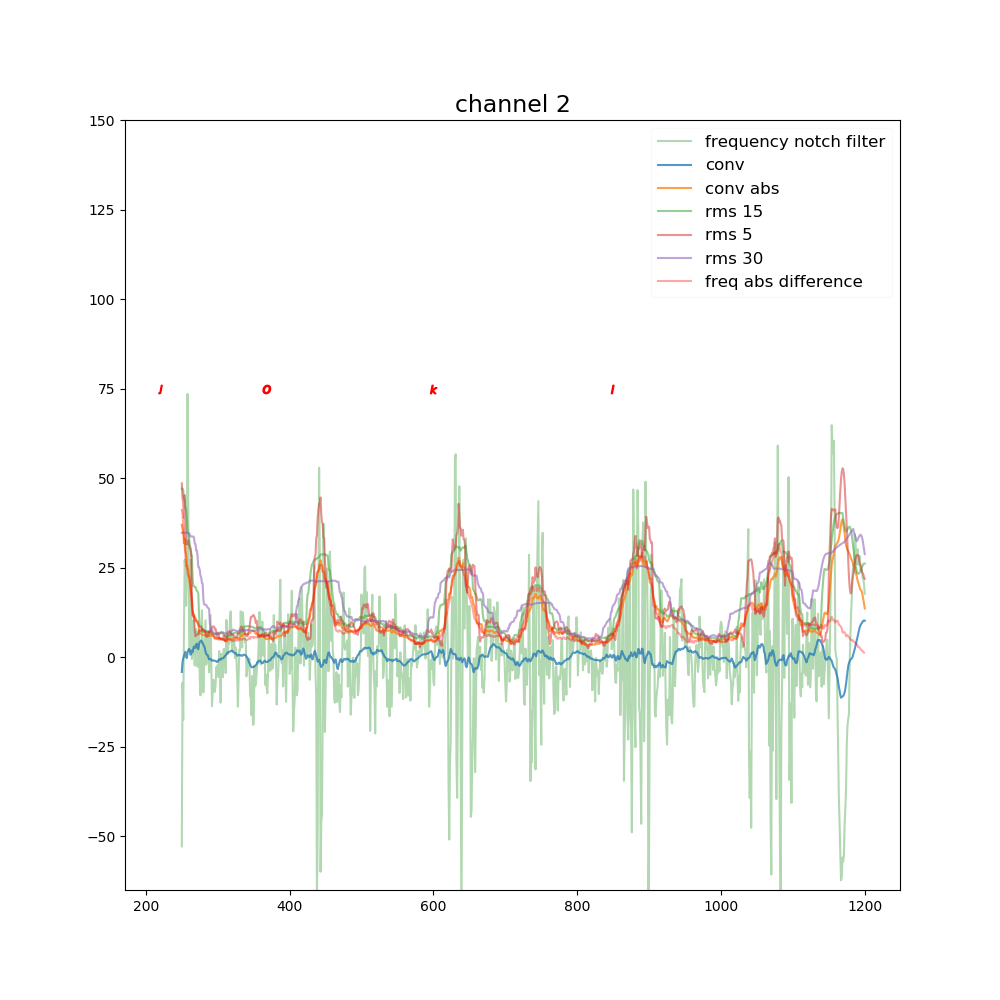 channel 2
150
125
100
75
50
25
0
−25
−50
frequency notch filter
conv
conv abs
rms 15
rms 5
rms 30
freq abs difference
J O k l
200 400 600 800 1000 1200